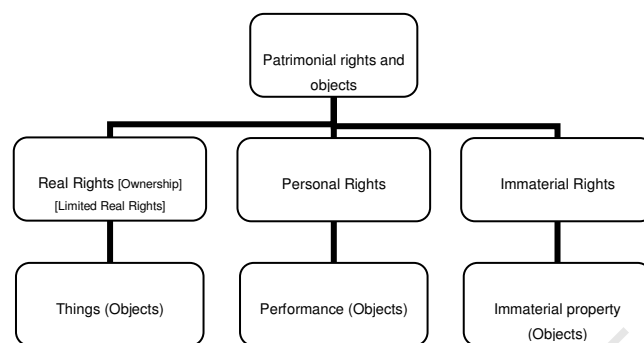 Patrimonial rights and
objects
Real Rights [Ownership]
[Limited Real Rights]
Personal Rights
Immaterial Rights
Things (Objects)
Performance (Objects)
Immaterial property
(Objects)